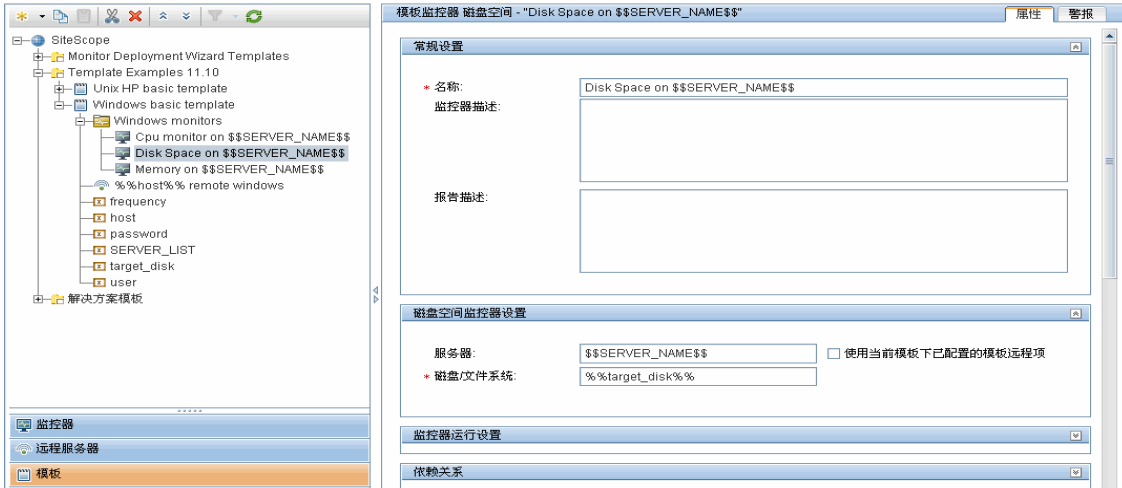 SiteScope
Monitor Deployment Wizard Templates
Template Examples 11.10
Unix HP basic template
Windows basic template
Windows monitors
Cpu monitor on $$SERVER_NAME$$
Disk Space on $$SERVER_NAME$$
Memory on $$SERVER_NAME$$
%%host%% remote windows
frequency
host
password
SERVER_LIST
target_disk
user
解决方案模板
监控器
远程服务器
模板
模板监控器 磁盘空间 - "Disk Space on $$SERVER_NAME$$"
属性
警报
常规设置
* 名称: Disk Space on $$SERVER_NAME$$
监控器描述:
报告描述:
磁盘空间监控器设置
服务器: $$SERVER_NAME$$ 使用当前模板下已配置的模板远程项
* 磁盘/文件系统: %%target_disk%%
监控器运行设置
依赖关系